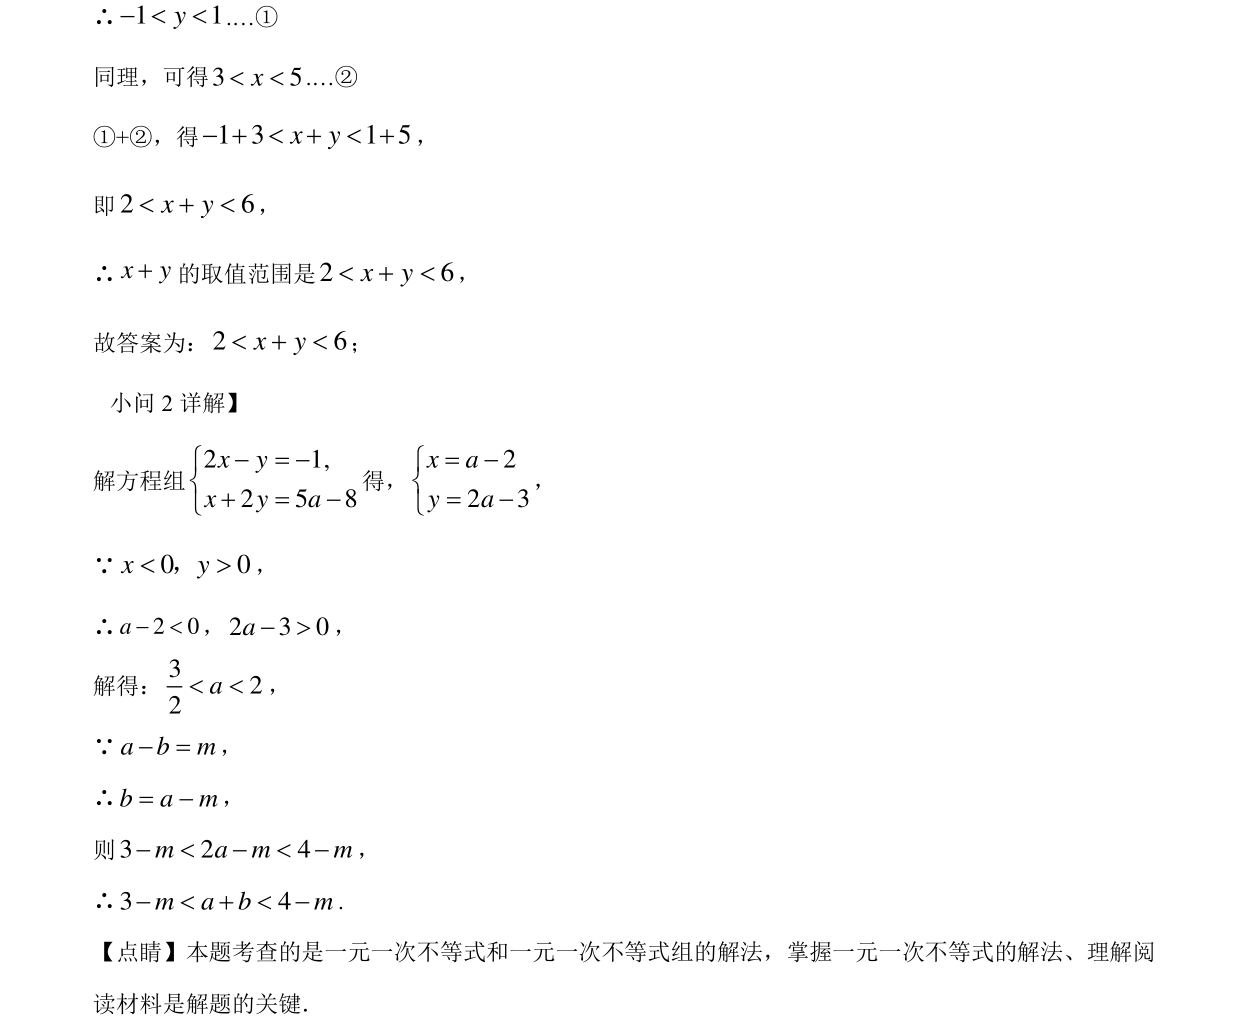 ∴−1< y <1....①
同理，可得3< x <5....②
①+②，得−1+3< x+ y <1+5，
即2< x+ y <6，
∴x+ y的取值范围是2< x+ y <6，
故答案为：2< x+ y <6；
小问 2 详解】
解方程组{2x− y =−1, x+2y =5a−8 得，{x= a−2 y =2a−3，
∵x<0，y>0，
∴a−2<0，2a−3>0，
解得：3/2< a <2，
∵a−b = m，
∴b = a − m，
则3−m<2a−m<4−m，
∴3−m<a+b<4−m．
【点睛】本题考查的是一元一次不等式和一元一次不等式组的解法，掌握一元一次不等式的解法、理解阅
读材料是解题的关键．